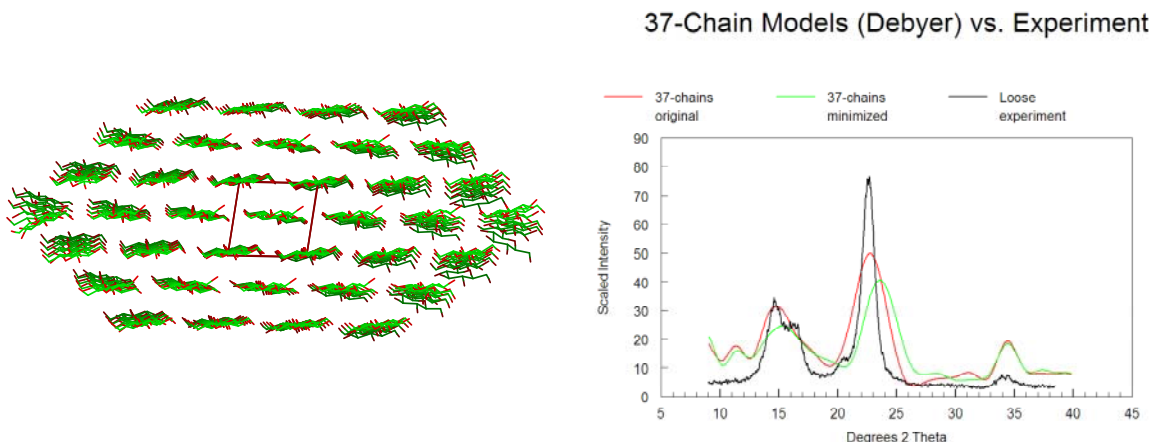 37-Chain Models (Debyer) vs. Experiment
37-chains 37-chains Loose
original minimized experiment
90
80
70
60
50
40
30
20
10
0
Scaled Intensity
5 10 15 20 25 30 35 40 45
Degrees 2 Theta